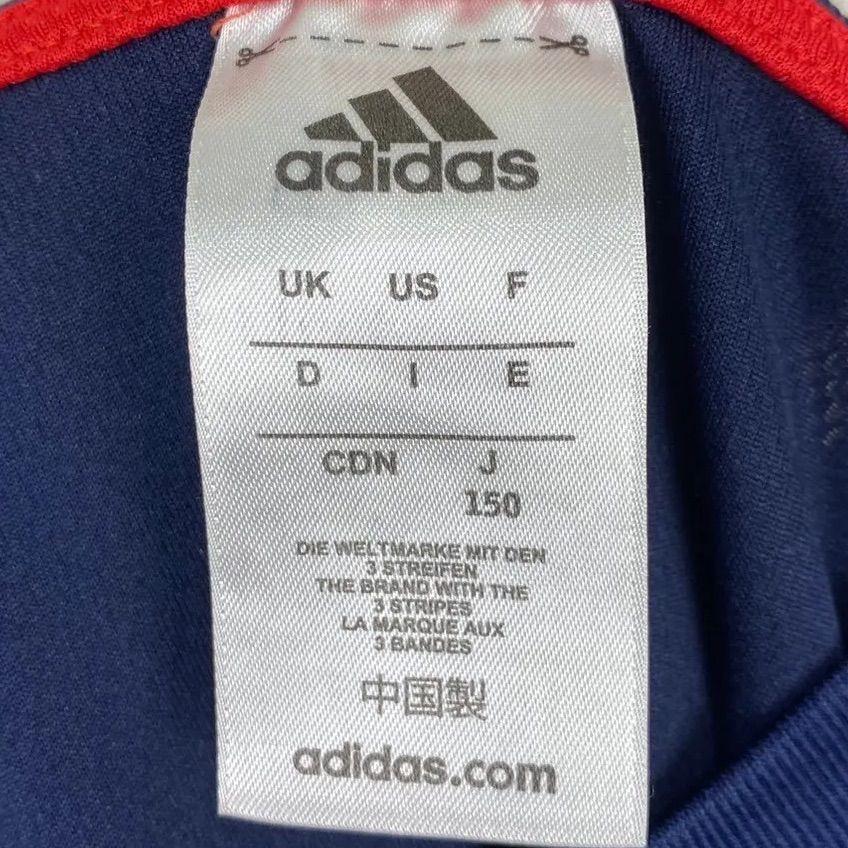 adidas
UK US F
D I E
CDN J
150
DIE WELTMARKE MIT DEN
3 STREIFEN
THE BRAND WITH THE
3 STRIPES
LA MARQUE AUX
3 BANDES
中国製
adidas.com